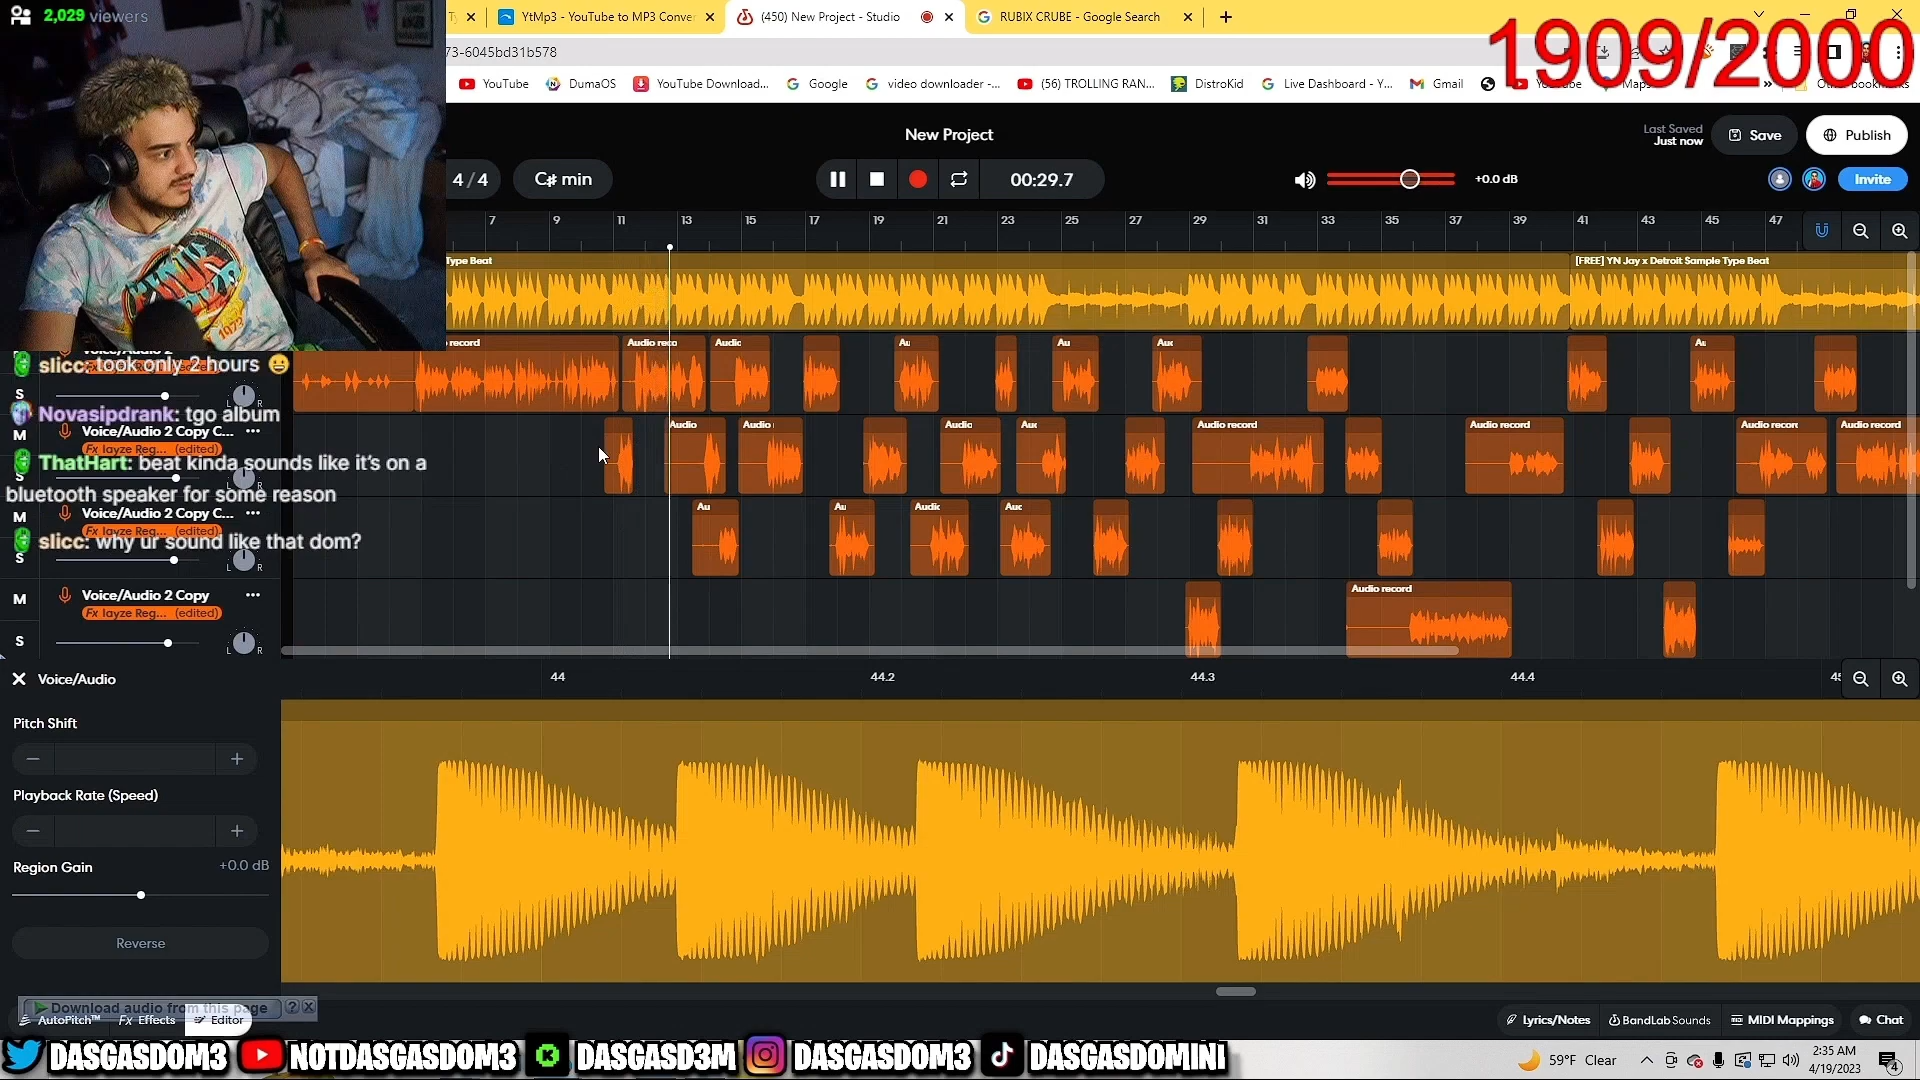 2,029 viewers
YtMp3 - YouTube to MP3 Conver
(450) New Project - Studio
RUBIX CRUBE - Google Search
1909/2000
73-6045bd31b578
YouTube
DumaOS
YouTube Download...
Google
video downloader -...
(56) TROLLING RAN...
DistroKid
Live Dashboard - Y...
Gmail
YouTube
Maps
»
Other bookmarks
New Project
Last Saved
Just now
Save
Publish
4/4
C# min
00:29.7
+0.0 dB
Invite
7 9 11 13 15 17 19 21 23 25 27 29 31 33 35 37 39 41 43 45 47
Type Beat
[FREE] YN Jay x Detroit Sample Type Beat
Voice/Audio 2
record
Audio reco
Audic
Au
Au
Aux
Au
slicc: took only 2 hours 😀
S
L R
Novasipdrank: tgo album
M
Voice/Audio 2 Copy C...
Fx layze Reg... (edited)
Audio
Audio
Audio
Au
Audio record
Audio record
Audio record
Audio record
ThatHart: beat kinda sounds like it's on a
bluetooth speaker for some reason
S
L R
M
Voice/Audio 2 Copy C...
Fx layze Reg... (edited)
Au
Au
Audic
Auc
slicc: why ur sound like that dom?
S
L R
M
Voice/Audio 2 Copy
Fx layze Reg... (edited)
Audio record
S
L R
Voice/Audio
44 44.2 44.3 44.4 45
Pitch Shift
Playback Rate (Speed)
Region Gain
+0.0 dB
Reverse
Download audio from this page
? X
AutoPitch™
Fx Effects
Editor
Lyrics/Notes
BandLab Sounds
MIDI Mappings
Chat
DASGASDOM3
NOTDASGASDOM3
K
DASGASD3M
DASGASDOM3
DASGASDOMINI
59°F Clear
2:35 AM
4/19/2023
4